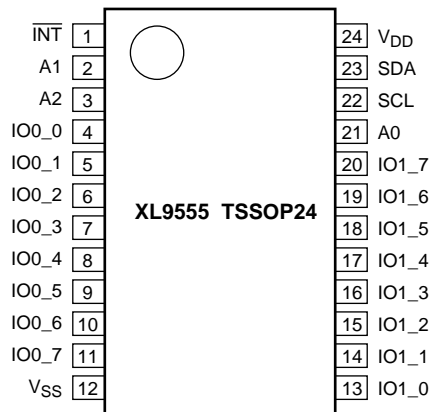 INT 1 24 VDD
A1 2 23 SDA
A2 3 22 SCL
IO0_0 4 21 A0
IO0_1 5 20 IO1_7
IO0_2 6 19 IO1_6
IO0_3 7 XL9555 TSSOP24 18 IO1_5
IO0_4 8 17 IO1_4
IO0_5 9 16 IO1_3
IO0_6 10 15 IO1_2
IO0_7 11 14 IO1_1
VSS 12 13 IO1_0